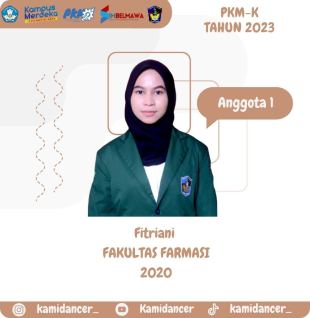 Kampus
Merdeka
PKM
BELMAWA
PKM-K
TAHUN 2023
Anggota 1
Fitriani
FAKULTAS FARMASI
2020
kamidancer_
Kamidancer
kamidancer_